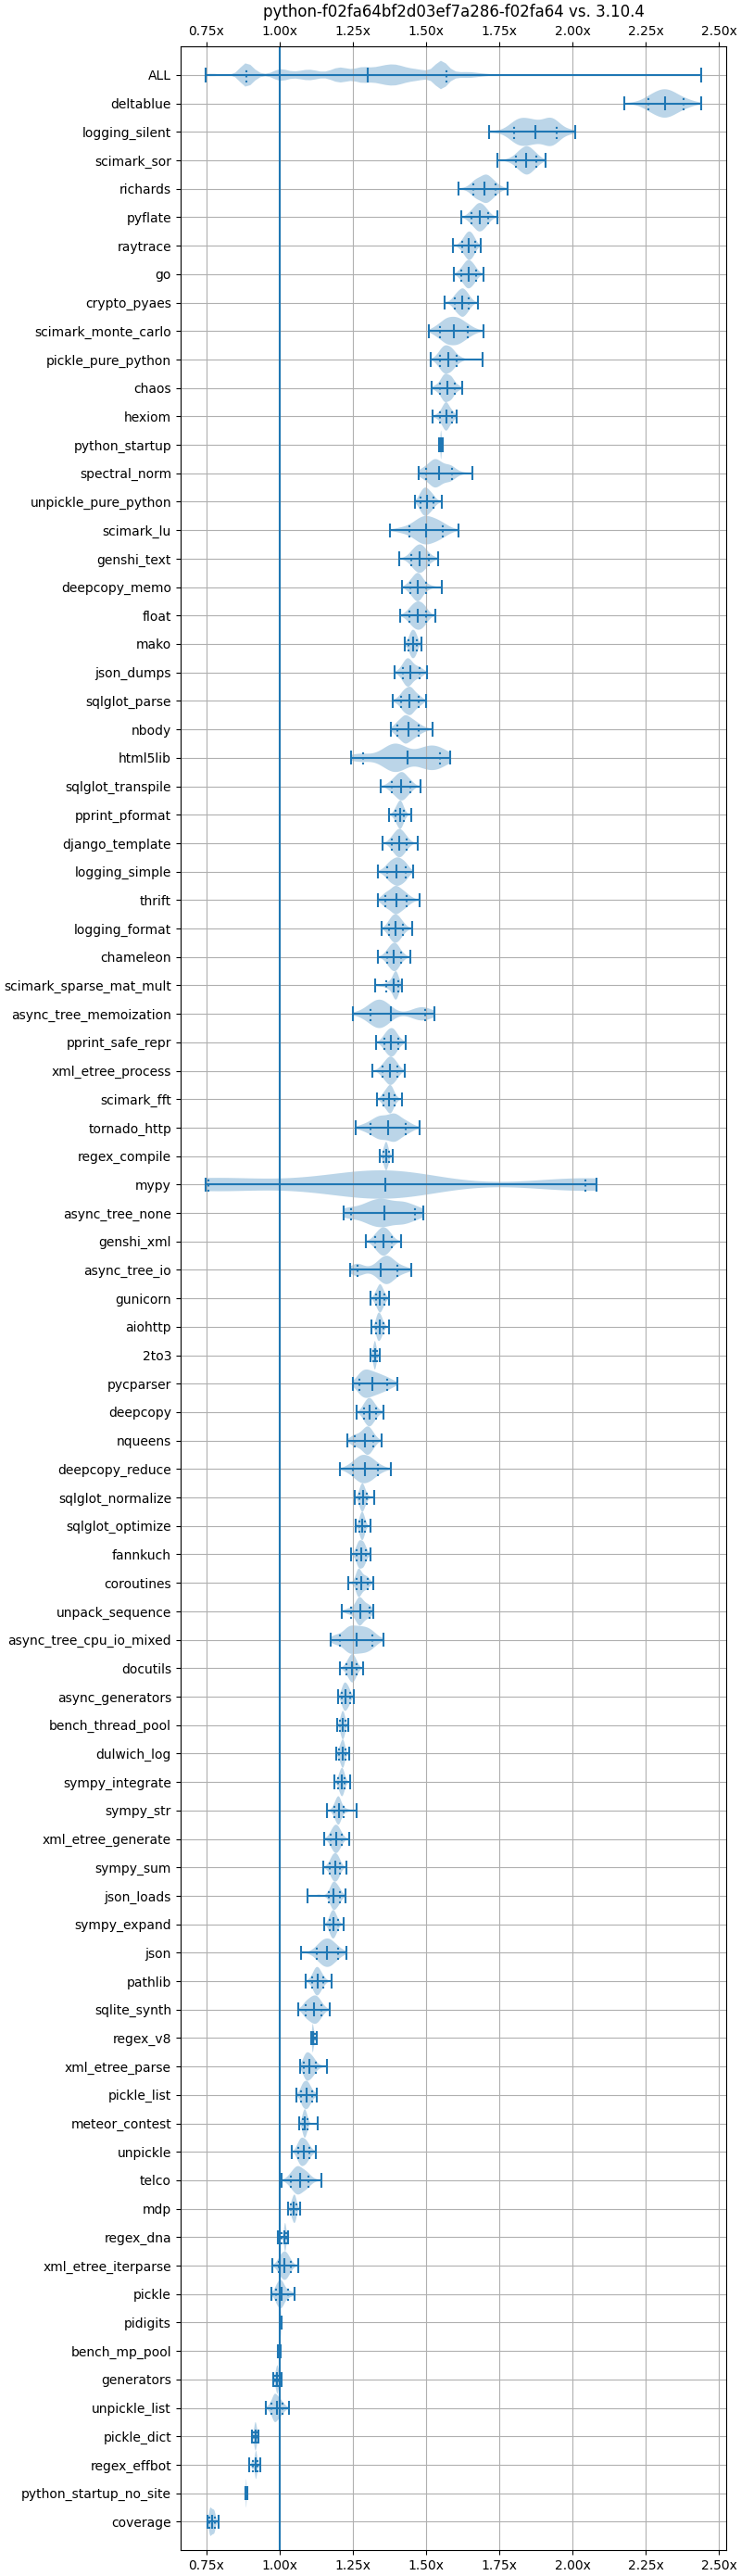 python-f02fa64bf2d03ef7a286-f02fa64 vs. 3.10.4
0.75x 1.00x 1.25x 1.50x 1.75x 2.00x 2.25x 2.50x
ALL
deltablue
logging_silent
scimark_sor
richards
pyflate
raytrace
go
crypto_pyaes
scimark_monte_carlo
pickle_pure_python
chaos
hexiom
python_startup
spectral_norm
unpickle_pure_python
scimark_lu
genshi_text
deepcopy_memo
float
mako
json_dumps
sqlglot_parse
nbody
html5lib
sqlglot_transpile
pprint_pformat
django_template
logging_simple
thrift
logging_format
chameleon
scimark_sparse_mat_mult
async_tree_memoization
pprint_safe_repr
xml_etree_process
scimark_fft
tornado_http
regex_compile
mypy
async_tree_none
genshi_xml
async_tree_io
gunicorn
aiohttp
2to3
pycparser
deepcopy
nqueens
deepcopy_reduce
sqlglot_normalize
sqlglot_optimize
fannkuch
coroutines
unpack_sequence
async_tree_cpu_io_mixed
docutils
async_generators
bench_thread_pool
dulwich_log
sympy_integrate
sympy_str
xml_etree_generate
sympy_sum
json_loads
sympy_expand
json
pathlib
sqlite_synth
regex_v8
xml_etree_parse
pickle_list
meteor_contest
unpickle
telco
mdp
regex_dna
xml_etree_iterparse
pickle
pidigits
bench_mp_pool
generators
unpickle_list
pickle_dict
regex_effbot
python_startup_no_site
coverage
0.75x 1.00x 1.25x 1.50x 1.75x 2.00x 2.25x 2.50x